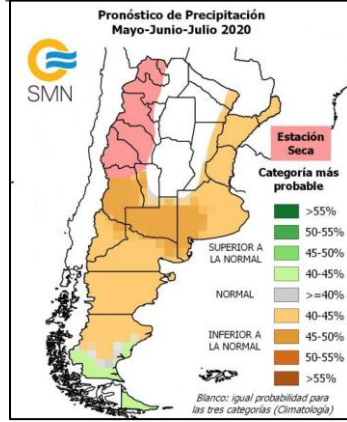 Pronóstico de Precipitación
Mayo-Junio-Julio 2020
SMN
Estación
Seca
Categoría más
probable
>55%
50-55%
45-50%
SUPERIOR A
LA NORMAL
40-45%
NORMAL
>=40%
40-45%
INFERIOR A
LA NORMAL
45-50%
50-55%
>55%
Blanco: igual probabilidad para
las tres categorías (Climatología)